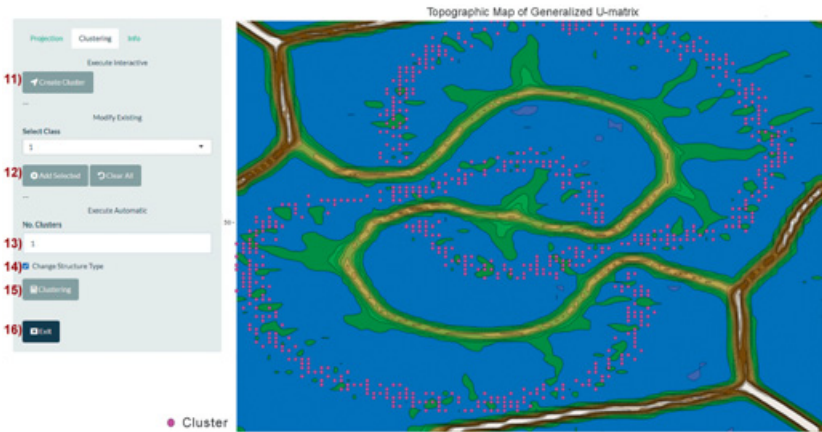 Topographic Map of Generalized U-matrix
Projection Clustering Info
Execute Interactive
11) Create Cluster
...
Modify Existing
Select Class
1
12) Add Selected Clear All
...
Execute Automatic
No. Clusters
13) 1
14) Change Structure Type
15) Clustering
16) Exit
50
Cluster